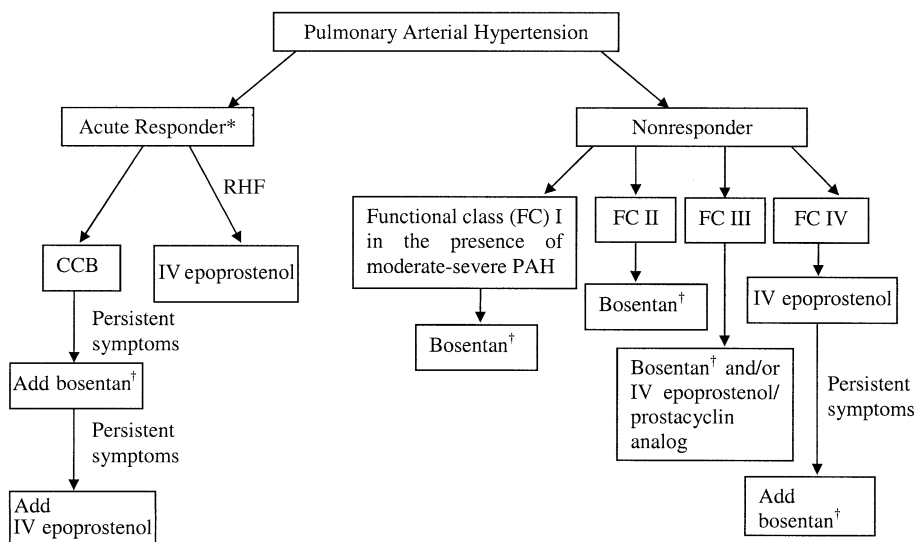 Pulmonary Arterial Hypertension
Acute Responder*
Nonresponder
RHF
CCB
IV epoprostenol
Persistent
symptoms
Add bosentan†
Persistent
symptoms
Add
IV epoprostenol
Functional class (FC) I
in the presence of
moderate-severe PAH
Bosentan†
FC II
Bosentan†
FC III
Bosentan† and/or
IV epoprostenol/
prostacyclin
analog
FC IV
IV epoprostenol
Persistent
symptoms
Add
bosentan†